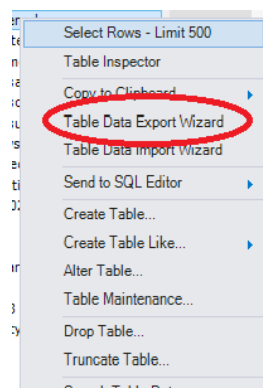 Select Rows - Limit 500
Table Inspector
Copy to Clipboard
Table Data Export Wizard
Table Data Import Wizard
Send to SQL Editor
Create Table...
Create Table Like...
Alter Table...
Table Maintenance...
Drop Table...
Truncate Table...